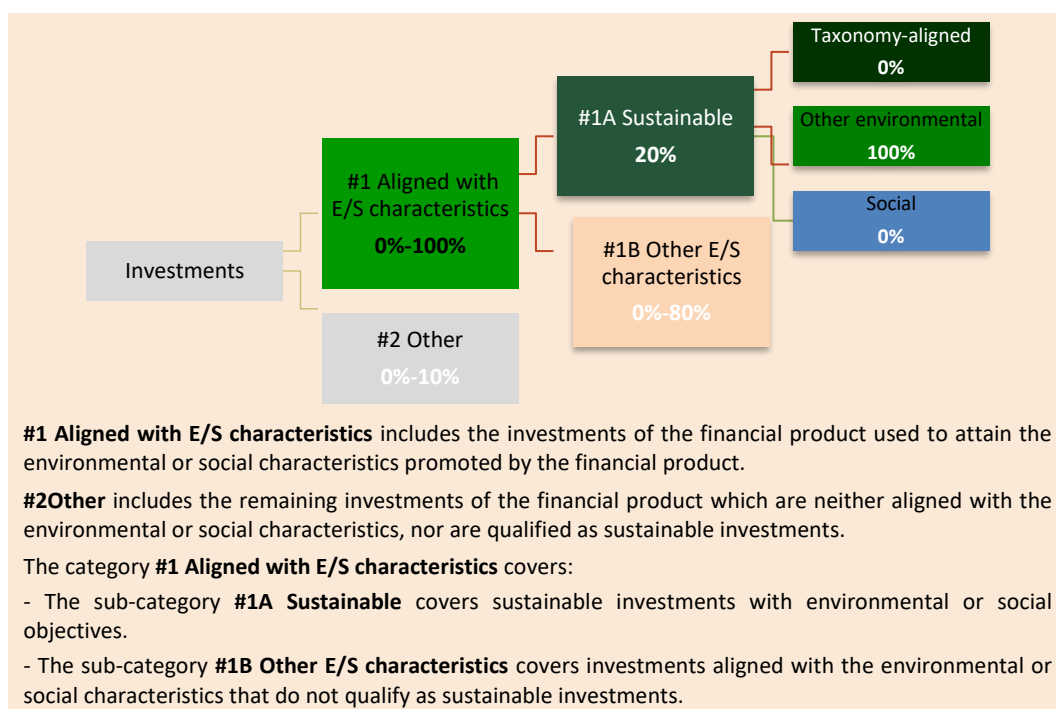 Taxonomy-aligned
0%
#1A Sustainable
20%
Other environmental
100%
#1 Aligned with
E/S characteristics
0%-100%
Social
0%
#1B Other E/S
characteristics
0%-80%
Investments
#2 Other
0%-10%
#1 Aligned with E/S characteristics includes the investments of the financial product used to attain the
environmental or social characteristics promoted by the financial product.
#2Other includes the remaining investments of the financial product which are neither aligned with the
environmental or social characteristics, nor are qualified as sustainable investments.
The category #1 Aligned with E/S characteristics covers:
- The sub-category #1A Sustainable covers sustainable investments with environmental or social
objectives.
- The sub-category #1B Other E/S characteristics covers investments aligned with the environmental or
social characteristics that do not qualify as sustainable investments.